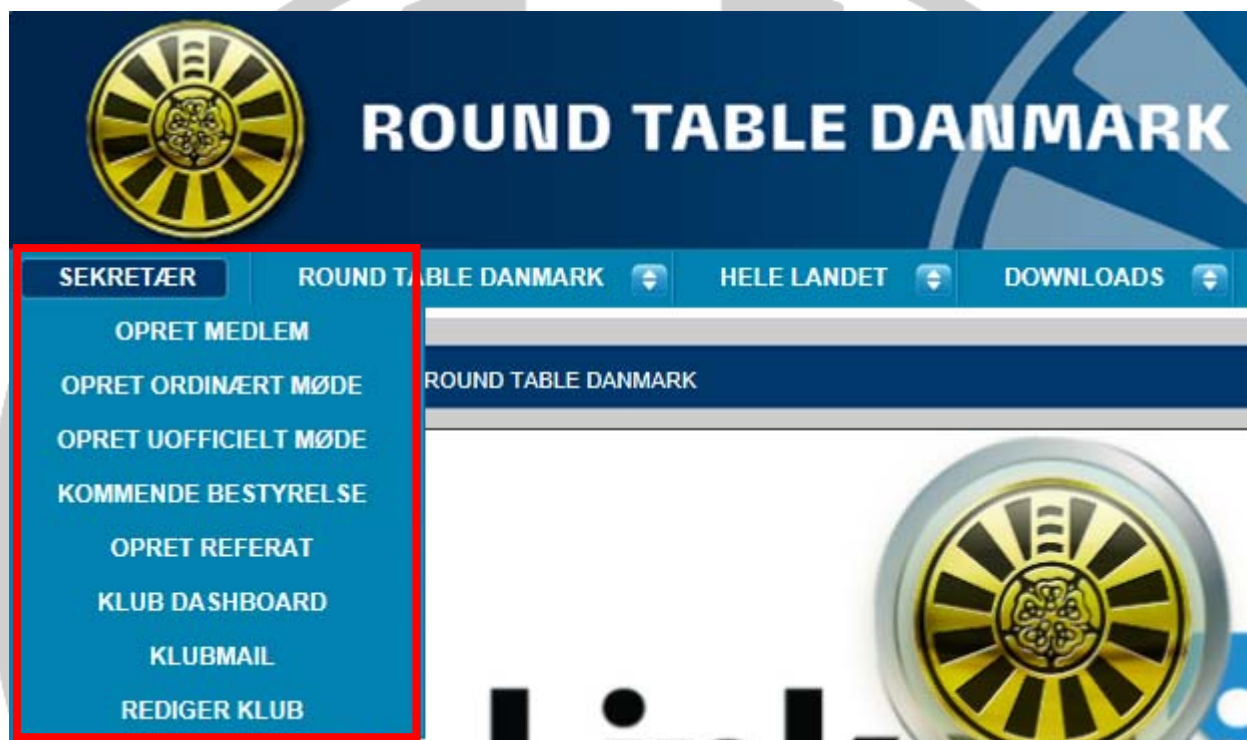 ROUND TABLE DANMARK
SEKRETÆR ROUND TABLE DANMARK HELE LANDET DOWNLOADS
OPRET MEDLEM
OPRET ORDINÆRT MØDE
ROUND TABLE DANMARK
OPRET UOFFICIELT MØDE
KOMMENDE BESTYRELSE
OPRET REFERAT
KLUB DASHBOARD
KLUBMAIL
REDIGER KLUB